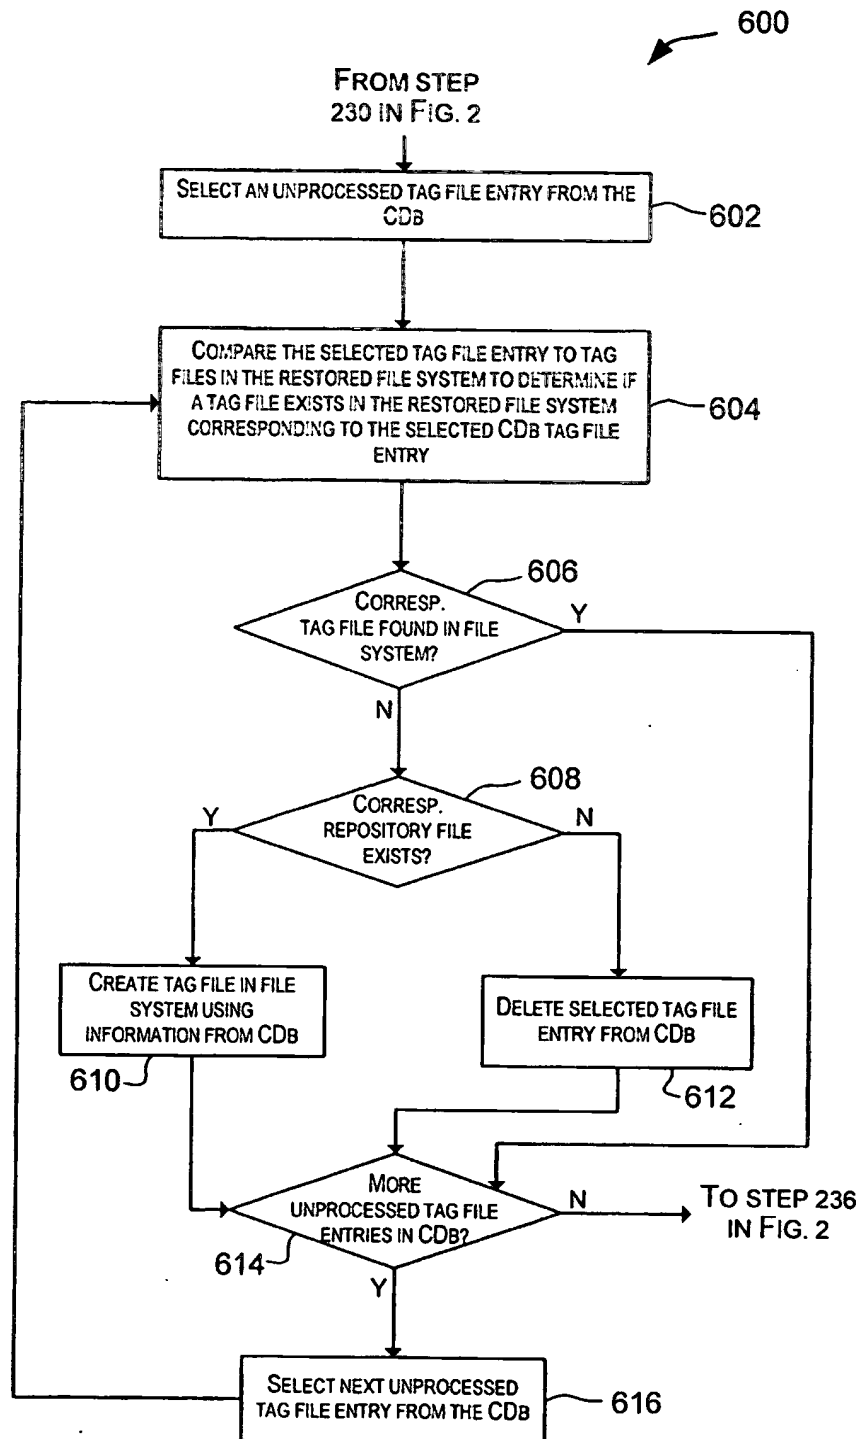 600
FROM STEP
230 IN FIG. 2
SELECT AN UNPROCESSED TAG FILE ENTRY FROM THE
CDB
602
COMPARE THE SELECTED TAG FILE ENTRY TO TAG
FILES IN THE RESTORED FILE SYSTEM TO DETERMINE IF
A TAG FILE EXISTS IN THE RESTORED FILE SYSTEM
CORRESPONDING TO THE SELECTED CDB TAG FILE
ENTRY
604
606
CORRESP.
TAG FILE FOUND IN FILE
SYSTEM?
Y
N
608
CORRESP.
REPOSITORY FILE
EXISTS?
Y
N
CREATE TAG FILE IN FILE
SYSTEM USING
INFORMATION FROM CDB
610
DELETE SELECTED TAG FILE
ENTRY FROM CDB
612
MORE
UNPROCESSED TAG FILE
ENTRIES IN CDB?
614
N
TO STEP 236
IN FIG. 2
Y
SELECT NEXT UNPROCESSED
TAG FILE ENTRY FROM THE CDB
616